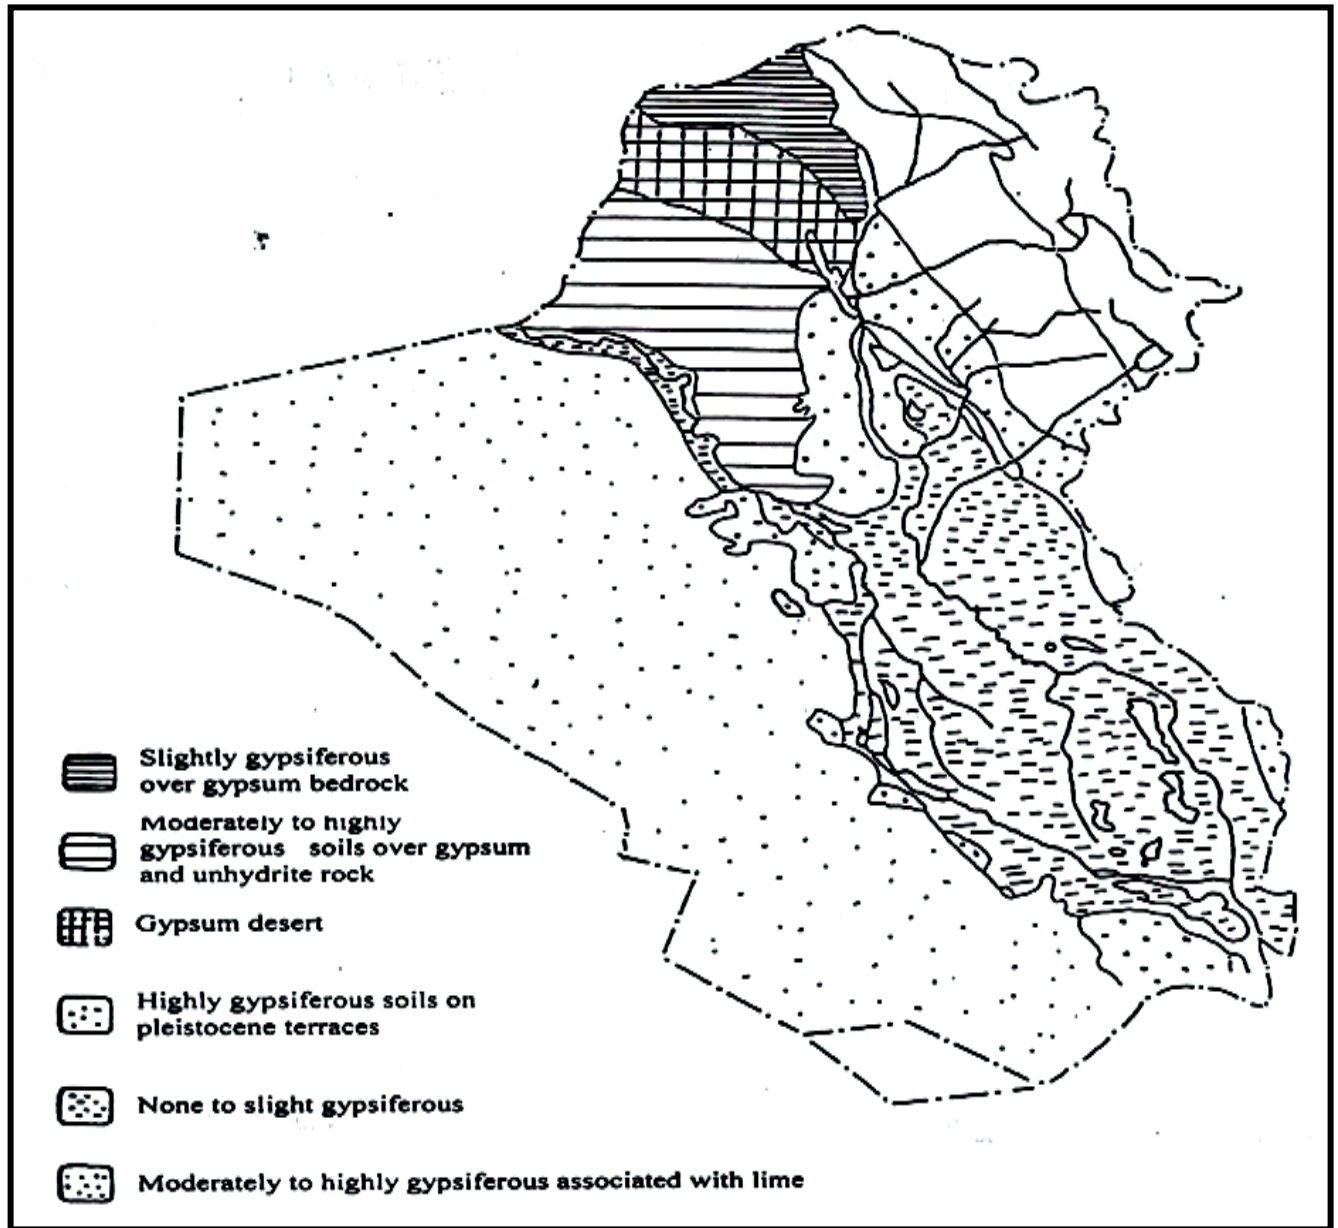 Slightly gypsiferous
over gypsum bedrock
Moderately to highly
gypsiferous soils over gypsum
and unhydrite rock
Gypsum desert
Highly gypsiferous soils on
pleistocene terraces
None to slight gypsiferous
Moderately to highly gypsiferous associated with lime